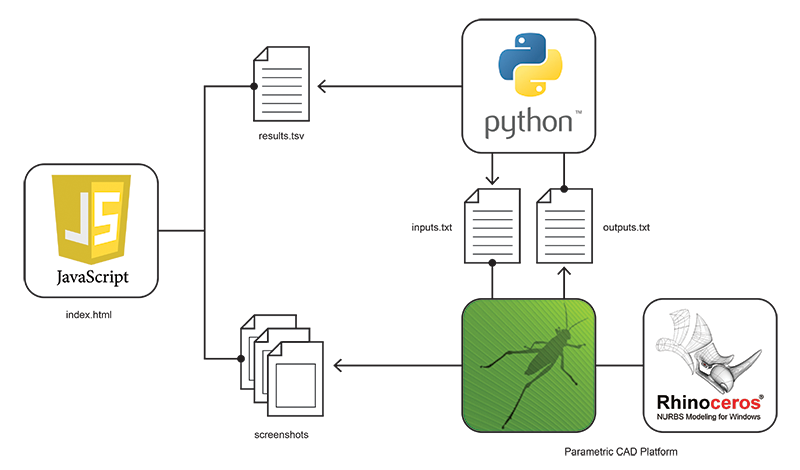 results.tsv
python™
JS
JavaScript
index.html
inputs.txt
outputs.txt
screenshots
Rhinoceros®
NURBS Modeling for Windows
Parametric CAD Platform